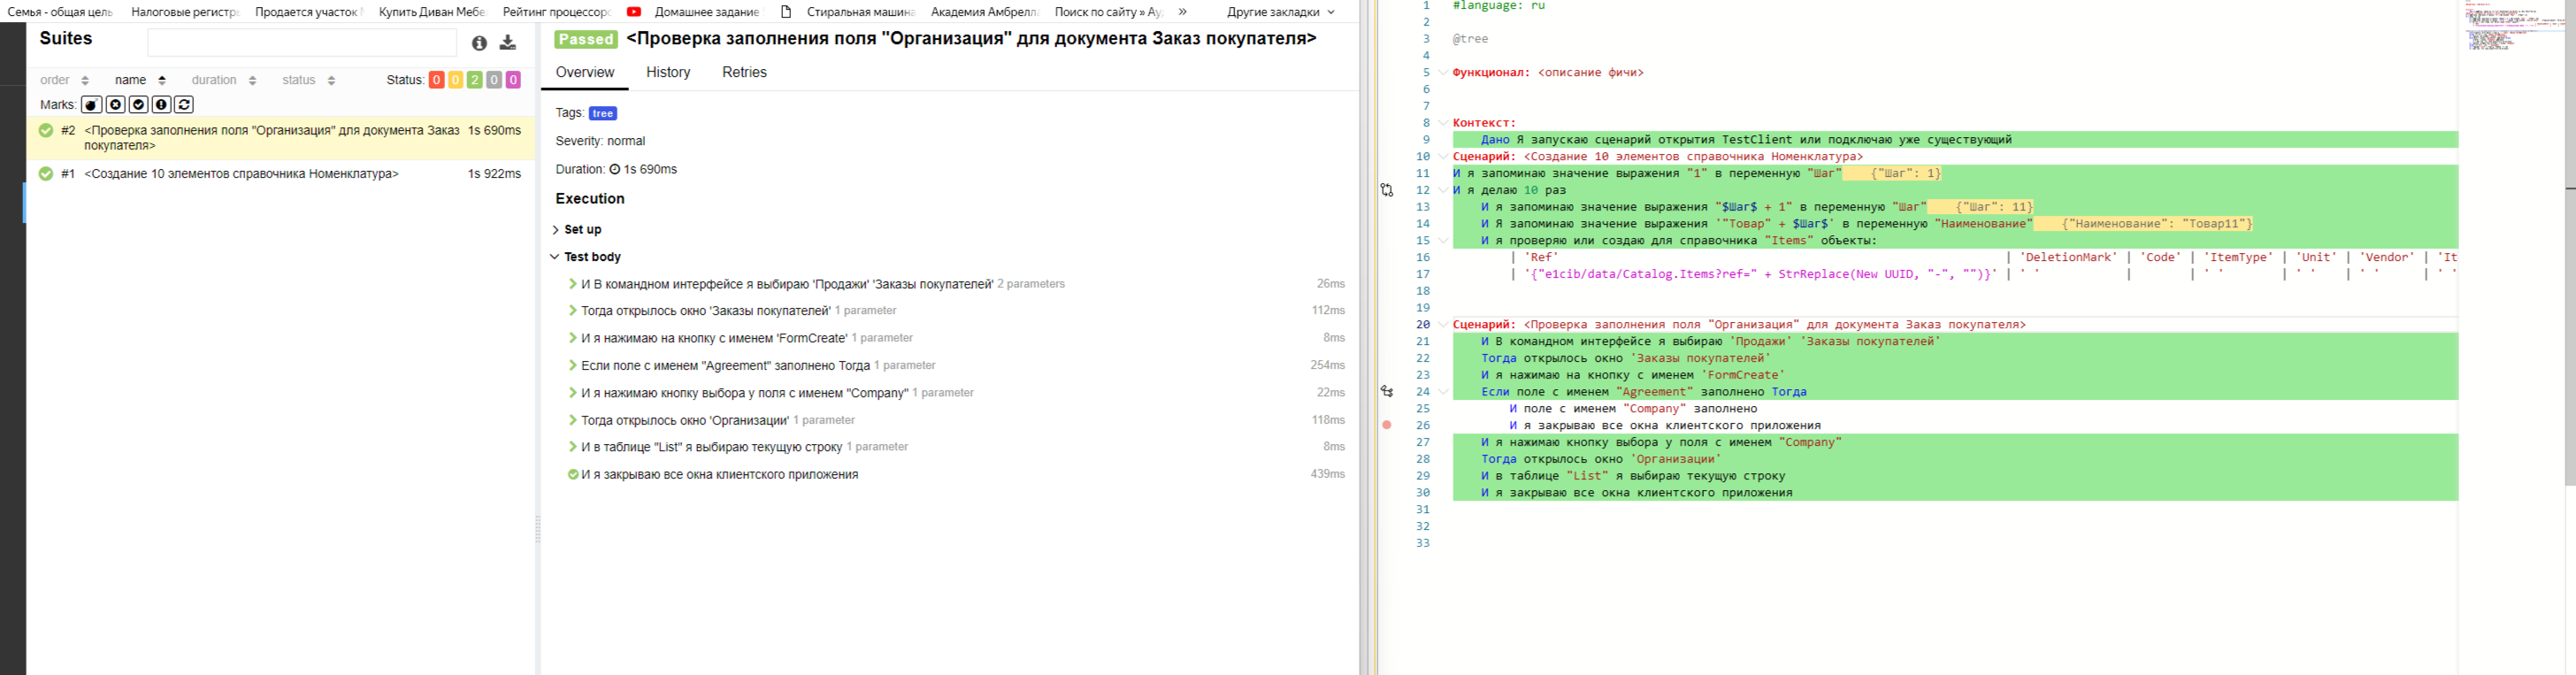 Семья - общая цель
Налоговые регистр
Продается участок
Купить Диван Мебе
Рейтинг процессор
Домашнее задание
Стиральная машина
Академия Амбрелл
Поиск по сайту » Ау
»
Другие закладки
Suites
order name duration status Status: 0 0 2 0 0
Marks:
#2 <Проверка заполнения поля "Организация" для документа Заказ покупателя> 1s 690ms
#1 <Создание 10 элементов справочника Номенклатура> 1s 922ms
Passed <Проверка заполнения поля "Организация" для документа Заказ покупателя>
Overview History Retries
Tags: tree
Severity: normal
Duration: 1s 690ms
Execution
Set up
Test body
И В командном интерфейсе я выбираю 'Продажи' 'Заказы покупателей' 2 parameters 26ms
Тогда открылось окно 'Заказы покупателей' 1 parameter 112ms
И я нажимаю на кнопку с именем 'FormCreate' 1 parameter 8ms
Если поле с именем "Agreement" заполнено Тогда 1 parameter 254ms
И я нажимаю кнопку выбора у поля с именем "Company" 1 parameter 22ms
Тогда открылось окно 'Организации' 1 parameter 118ms
И в таблице "List" я выбираю текущую строку 1 parameter 8ms
И я закрываю все окна клиентского приложения 439ms
1 #language: ru
2
3 @tree
4
5 Функционал: <описание фичи>
6
7
8 Контекст:
9 Дано Я запускаю сценарий открытия TestClient или подключаю уже существующий
10 Сценарий: <Создание 10 элементов справочника Номенклатура>
11 И я запоминаю значение выражения "1" в переменную "Шаг" {"Шаг": 1}
12 И я делаю 10 раз
13 И я запоминаю значение выражения "$Шаг$ + 1" в переменную "Шаг" {"Шаг": 11}
14 И Я запоминаю значение выражения '"Товар" + $Шаг$' в переменную "Наименование" {"Наименование": "Товар11"}
15 И я проверяю или создаю для справочника "Items" объекты:
16 | 'Ref' | 'DeletionMark' | 'Code' | 'ItemType' | 'Unit' | 'Vendor' | 'It
17 | '{"e1cib/data/Catalog.Items?ref=" + StrReplace(New UUID, "-", "")}' | ' ' | | ' ' | ' ' | ' ' | ' '
18
19
20 Сценарий: <Проверка заполнения поля "Организация" для документа Заказ покупателя>
21 И В командном интерфейсе я выбираю 'Продажи' 'Заказы покупателей'
22 Тогда открылось окно 'Заказы покупателей'
23 И я нажимаю на кнопку с именем 'FormCreate'
24 Если поле с именем "Agreement" заполнено Тогда
25 И поле с именем "Company" заполнено
26 И я закрываю все окна клиентского приложения
27 И я нажимаю кнопку выбора у поля с именем "Company"
28 Тогда открылось окно 'Организации'
29 И в таблице "List" я выбираю текущую строку
30 И я закрываю все окна клиентского приложения
31
32
33